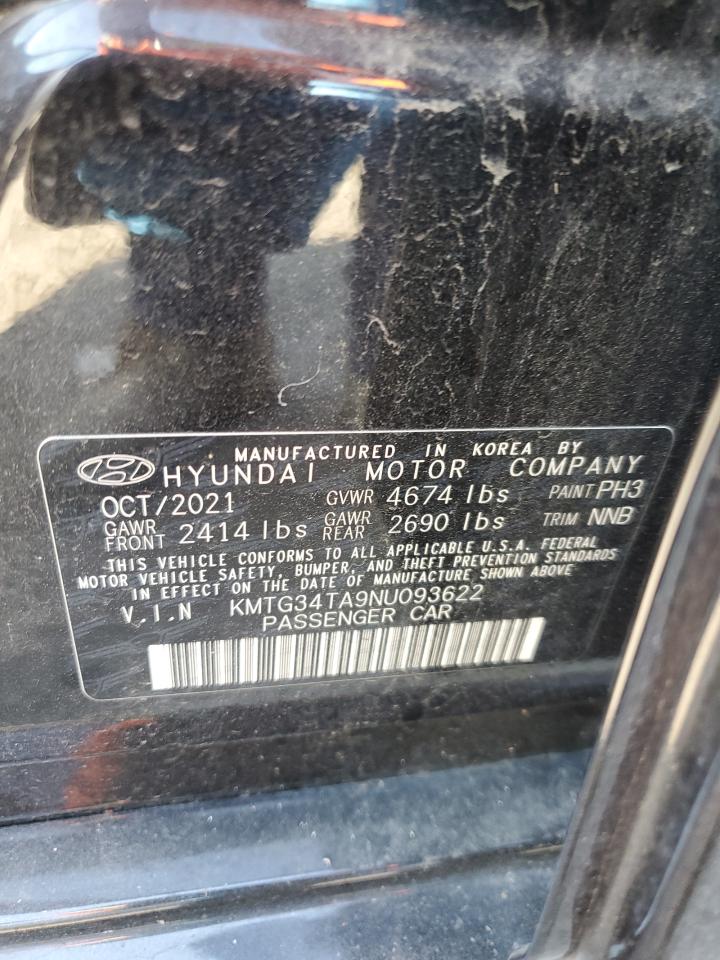 MANUFACTURED IN KOREA BY
HYUNDAI MOTOR COMPANY
OCT/2021 GVWR 4674 lbs PAINT PH3
GAWR FRONT 2414 lbs GAWR REAR 2690 lbs TRIM NNB
THIS VEHICLE CONFORMS TO ALL APPLICABLE U.S.A. FEDERAL
MOTOR VEHICLE SAFETY, BUMPER, AND THEFT PREVENTION STANDARDS
IN EFFECT ON THE DATE OF MANUFACTURE SHOWN ABOVE
V.I.N KMTG34TA9NU093622
PASSENGER CAR